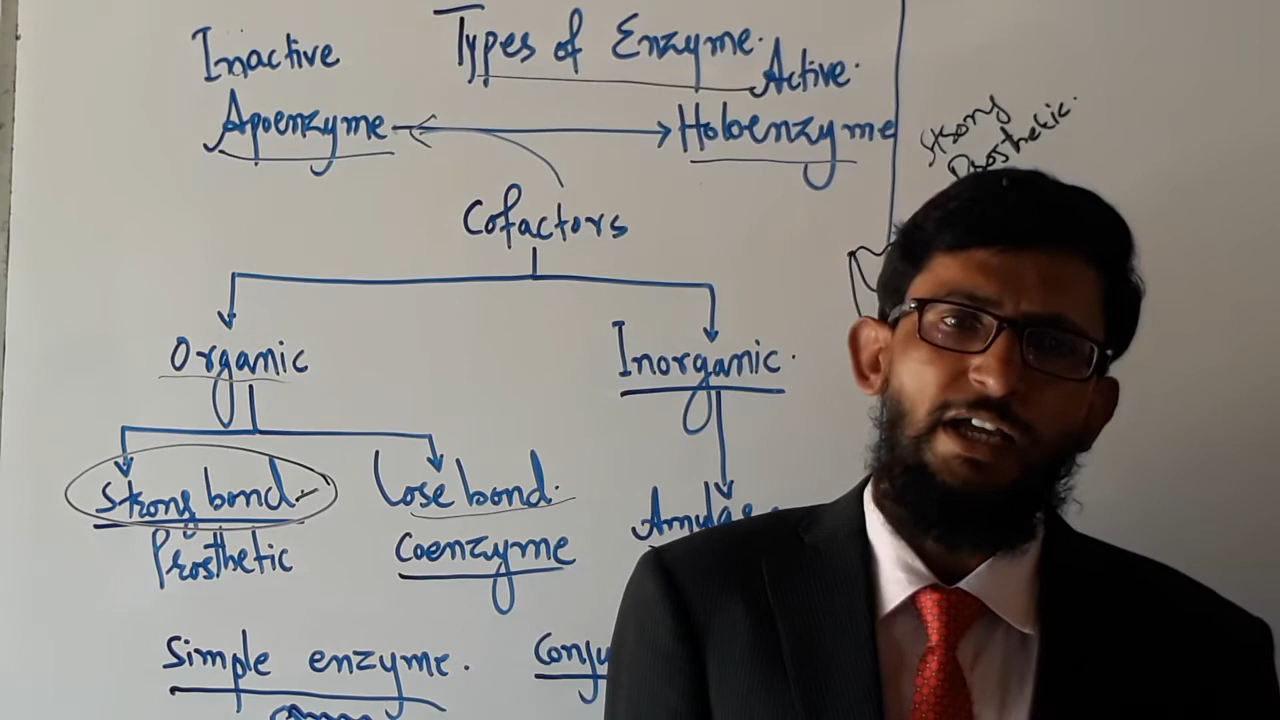 Types of Enzyme.
Inactive
Active.
Apoenzyme
Holoenzyme
Strong
Prosthetic.
Cofactors
Organic
Inorganic.
Strong bond
Lose bond.
Prosthetic
Coenzyme
Simple enzyme.